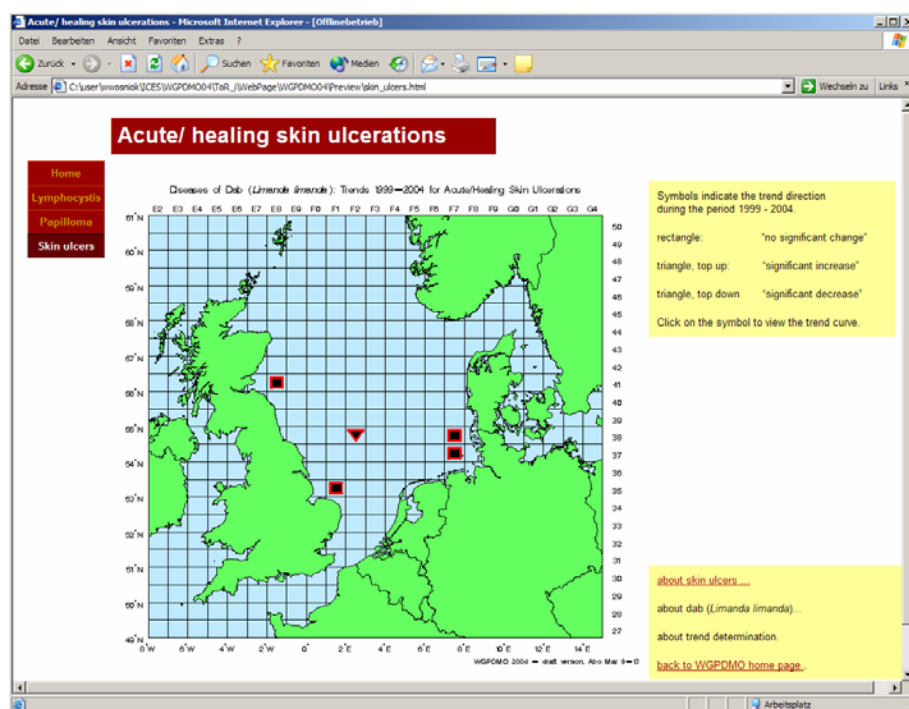 Acute/ healing skin ulcerations - Microsoft Internet Explorer - [Offlinebetrieb]
Datei Bearbeiten Ansicht Favoriten Extras ?
Zurück Suchen Favoriten Medien
Adresse C:\user\wwosniok\ICES\WGPDMO04\ToR_j\WebPage\WGPDMO04\Preview\skin_ulcers.html Wechseln zu Links
Acute/ healing skin ulcerations
Home
Lymphocystis
Papilloma
Skin ulcers
Diseases of Dab (Limanda limanda): Trends 1999–2004 for Acute/Healing Skin Ulcerations
E2 E3 E4 E5 E6 E7 E8 E9 F0 F1 F2 F3 F4 F5 F6 F7 F8 F9 G0 G1 G2 G3 G4
61°N
60°N
59°N
58°N
57°N
56°N
55°N
54°N
53°N
52°N
51°N
50°N
49°N
50
49
48
47
46
45
44
43
42
41
40
39
38
37
36
35
34
33
32
31
30
29
28
27
8°W 6°W 4°W 2°W 0° 2°E 4°E 6°E 8°E 10°E 12°E 14°E
WGPDMO 2004 – draft version, Abo Mar 9–13
Symbols indicate the trend direction
during the period 1999 - 2004.
rectangle: "no significant change"
triangle, top up: "significant increase"
triangle, top down "significant decrease"
Click on the symbol to view the trend curve.
about skin ulcers ....
about dab (Limanda limanda)...
about trend determination.
back to WGPDMO home page .
Arbeitsplatz